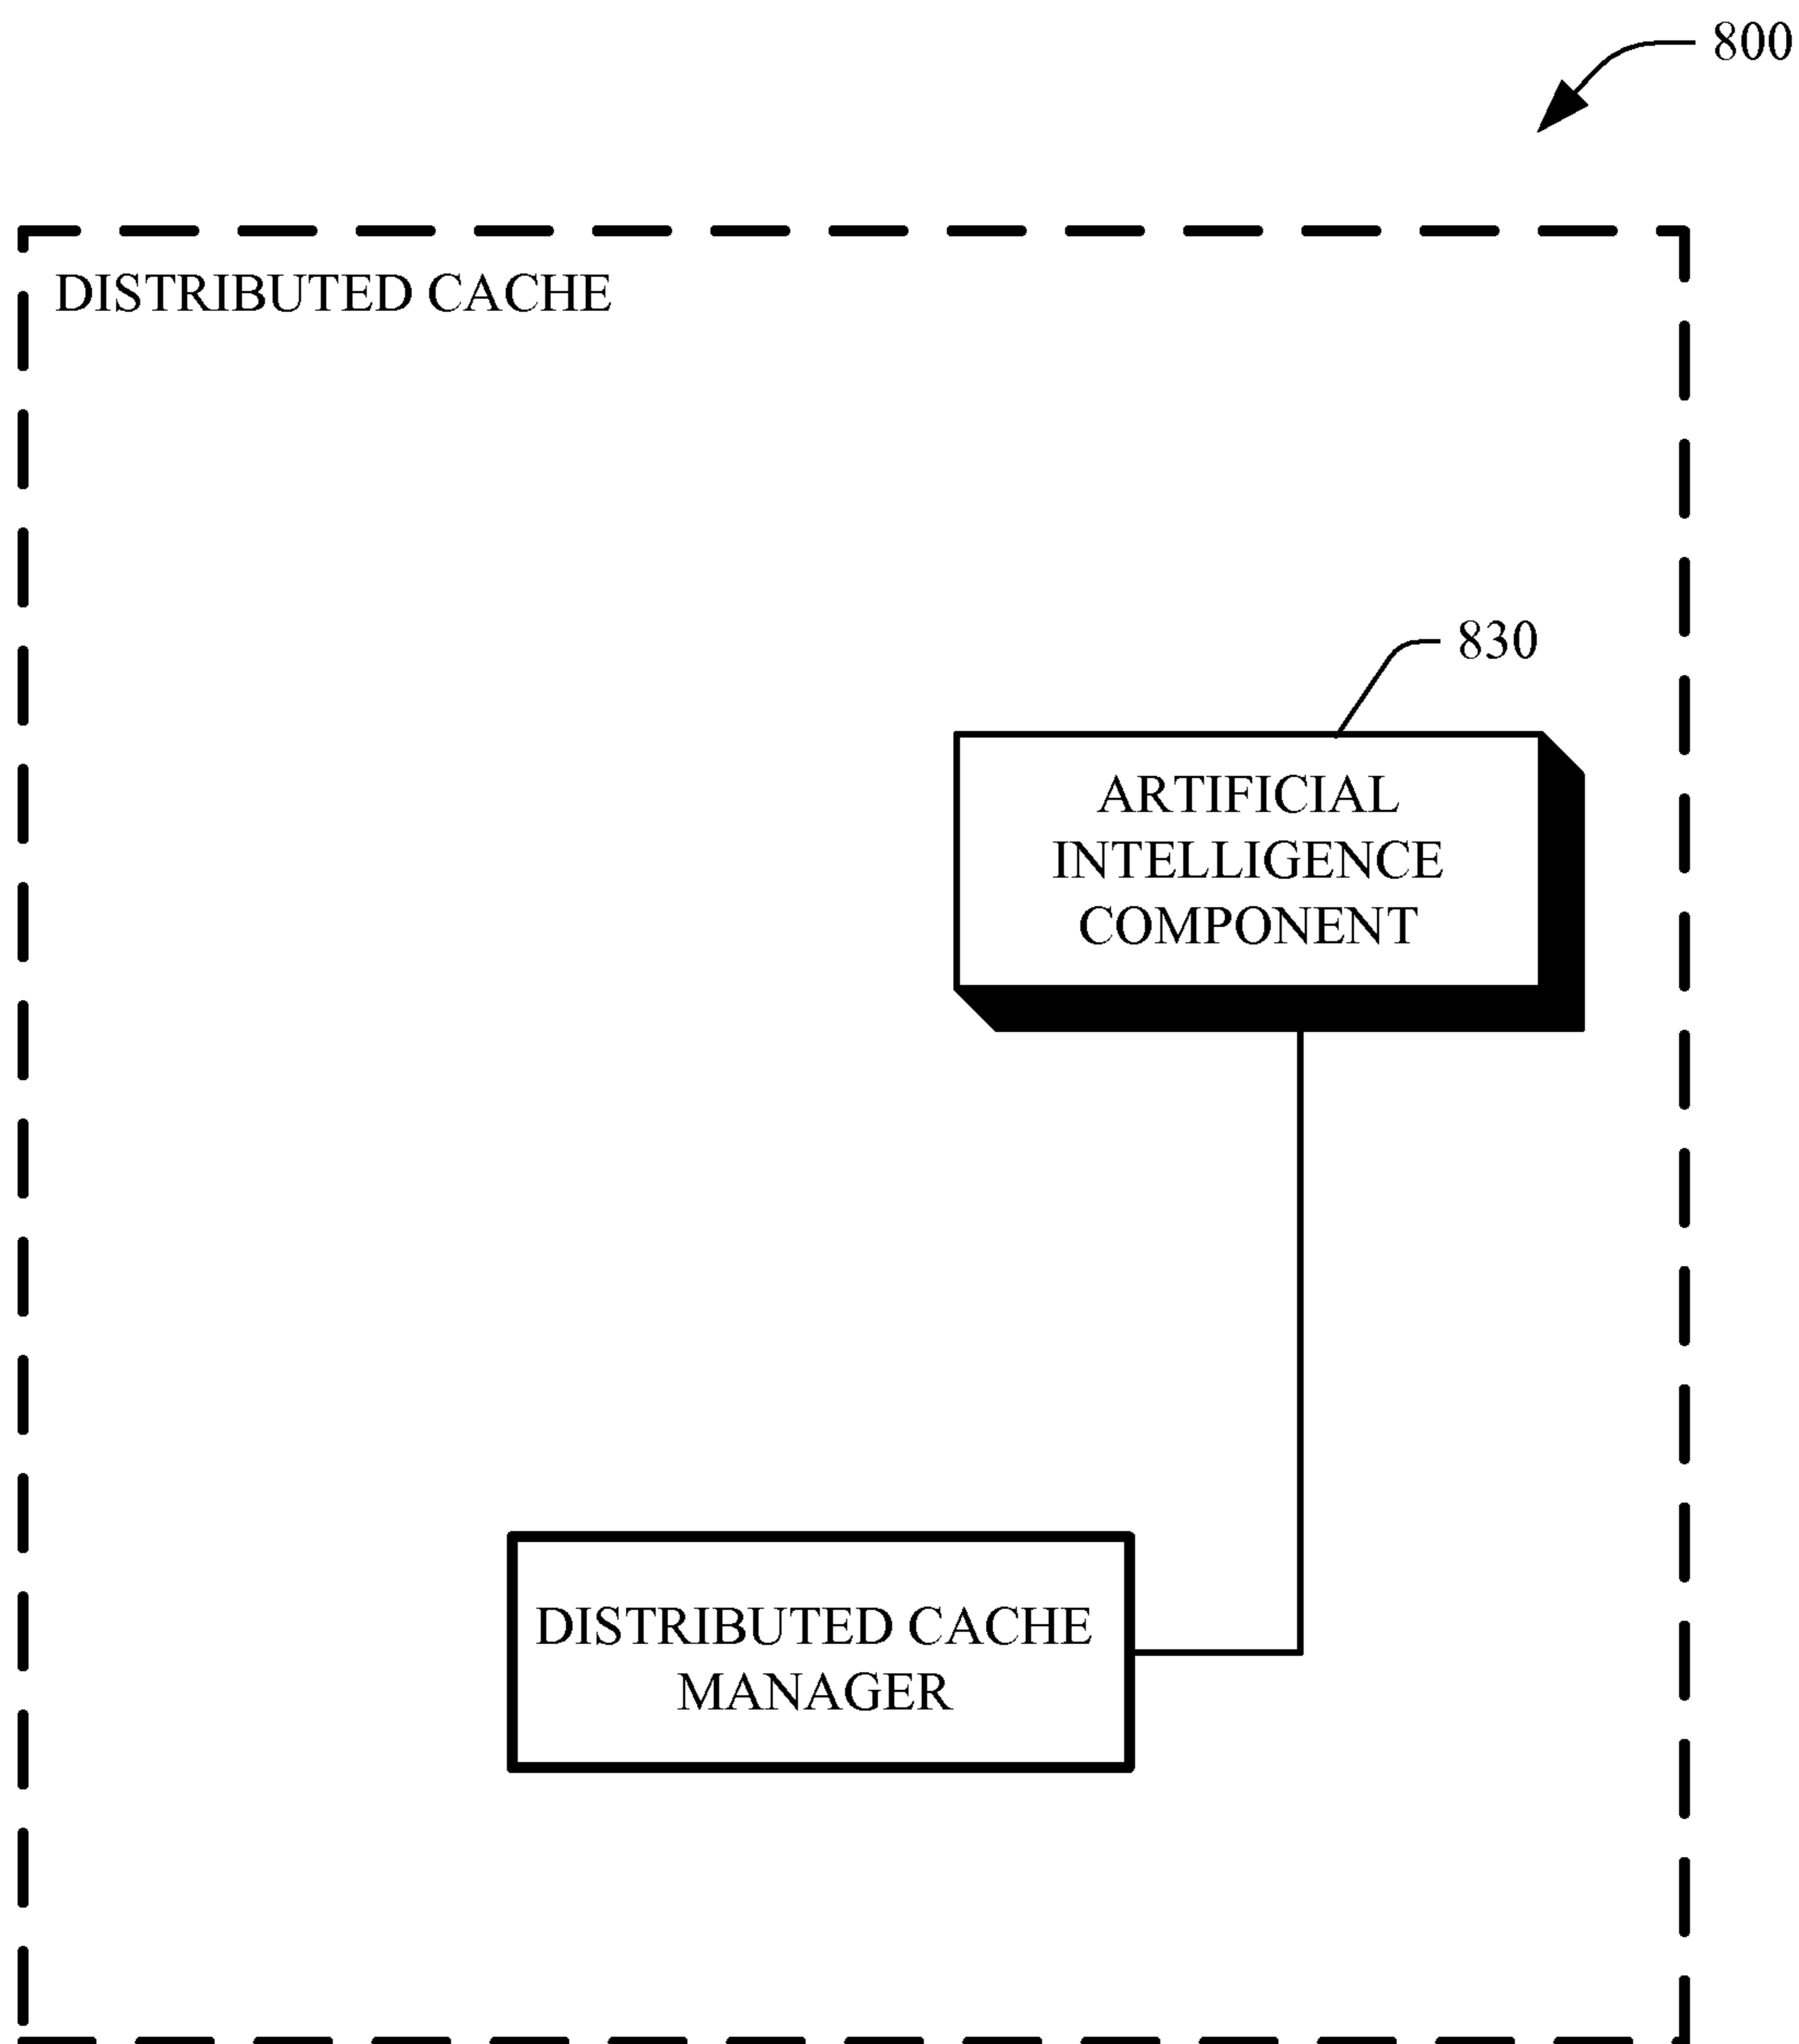 800
DISTRIBUTED CACHE
830
ARTIFICIAL
INTELLIGENCE
COMPONENT
DISTRIBUTED CACHE
MANAGER